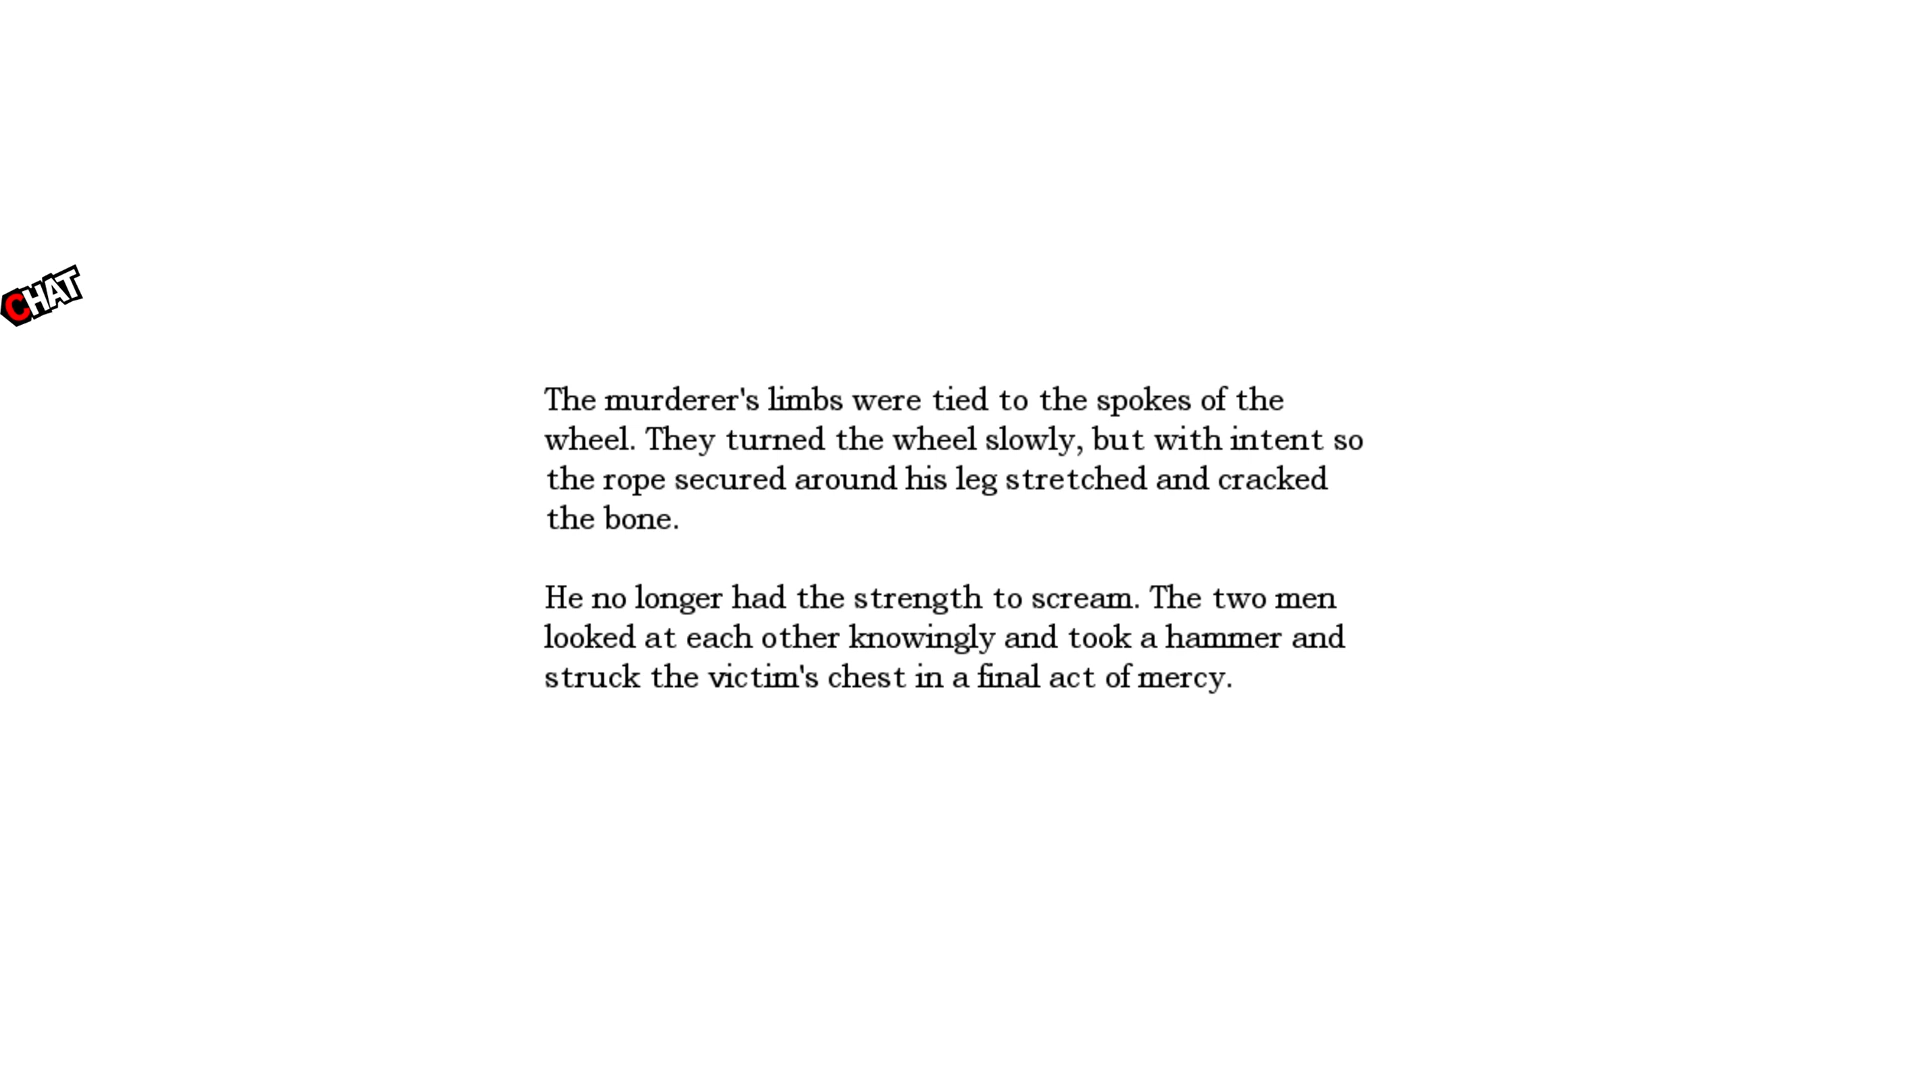 CHAT
The murderer's limbs were tied to the spokes of the
wheel. They turned the wheel slowly, but with intent so
the rope secured around his leg stretched and cracked
the bone.
He no longer had the strength to scream. The two men
looked at each other knowingly and took a hammer and
struck the victim's chest in a final act of mercy.